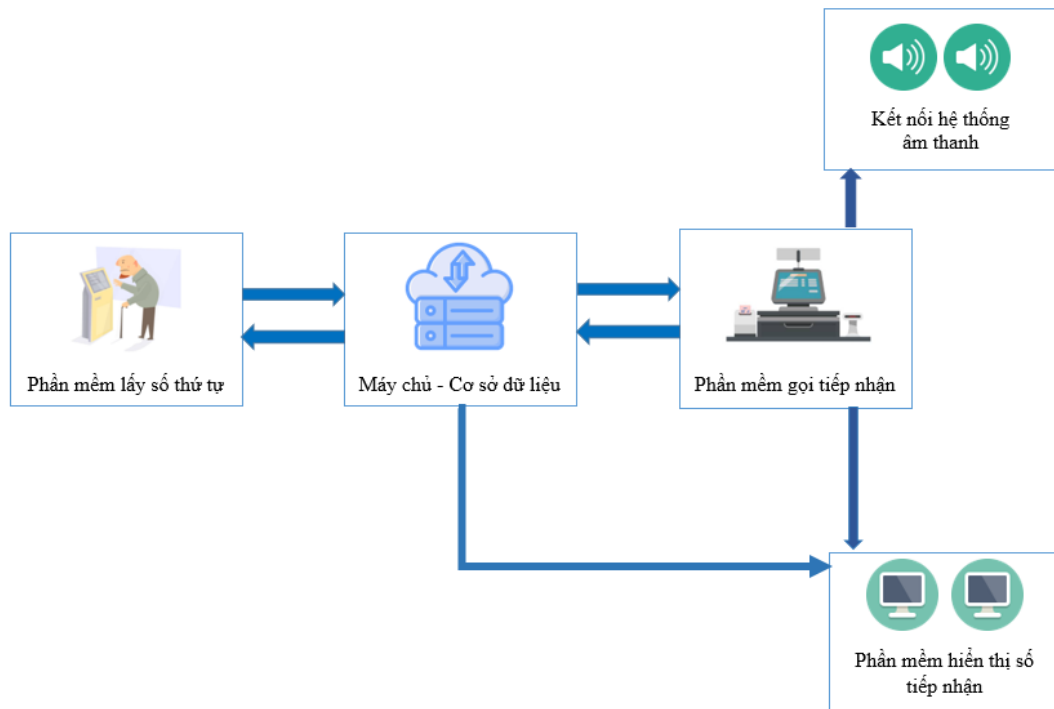 Kết nối hệ thống
âm thanh
Phần mềm lấy số thứ tự
Máy chủ - Cơ sở dữ liệu
Phần mềm gọi tiếp nhận
Phần mềm hiển thị số
tiếp nhận